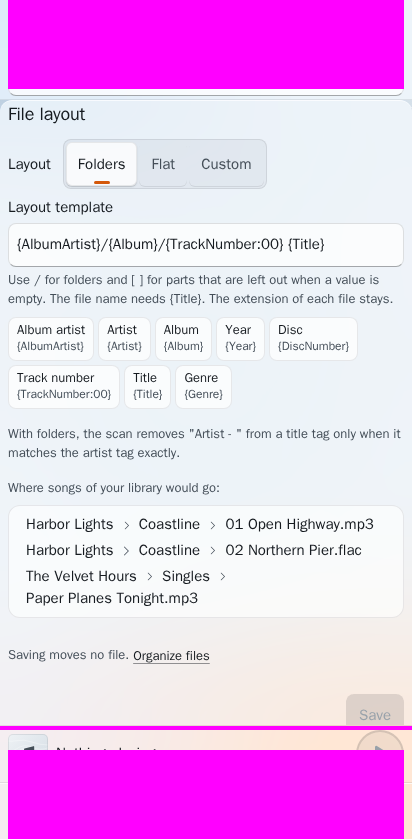 File layout
Layout Folders Flat Custom
Layout template
{AlbumArtist}/{Album}/{TrackNumber:00} {Title}
Use / for folders and [ ] for parts that are left out when a value is
empty. The file name needs {Title}. The extension of each file stays.
Album artist Artist Album Year Disc
{AlbumArtist} {Artist} {Album} {Year} {DiscNumber}
Track number Title Genre
{TrackNumber:00} {Title} {Genre}
With folders, the scan removes "Artist - " from a title tag only when it
matches the artist tag exactly.
Where songs of your library would go:
Harbor Lights > Coastline > 01 Open Highway.mp3
Harbor Lights > Coastline > 02 Northern Pier.flac
The Velvet Hours > Singles >
Paper Planes Tonight.mp3
Saving moves no file. Organize files
Save